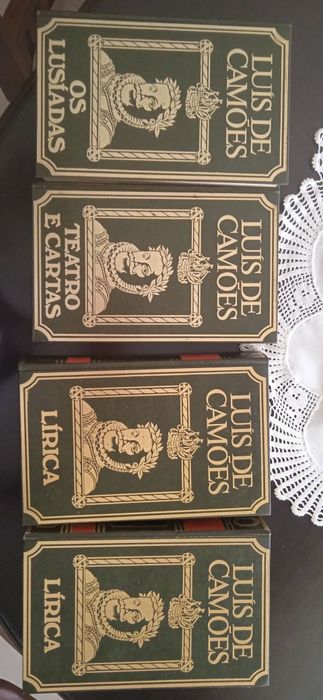 LUÍS DE
CAMÕES
OS
LUSÍADAS
LUÍS DE
CAMÕES
TEATRO
E CARTAS
LUÍS DE
CAMÕES
LÍRICA
LUÍS DE
CAMÕES
LÍRICA